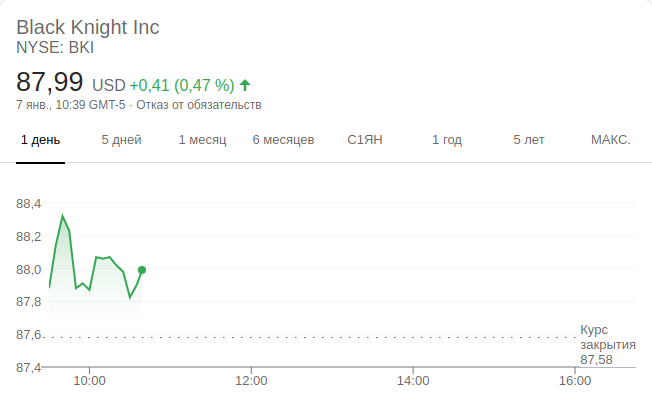 Black Knight Inc
NYSE: BKI
87,99 USD +0,41 (0,47 %)
7 янв., 10:39 GMT-5 · Отказ от обязательств
1 день 5 дней 1 месяц 6 месяцев С1ЯН 1 год 5 лет МАКС.
88,4
88,2
88,0
87,8
87,6
Курс
закрытия
87,58
87,4
10:00 12:00 14:00 16:00